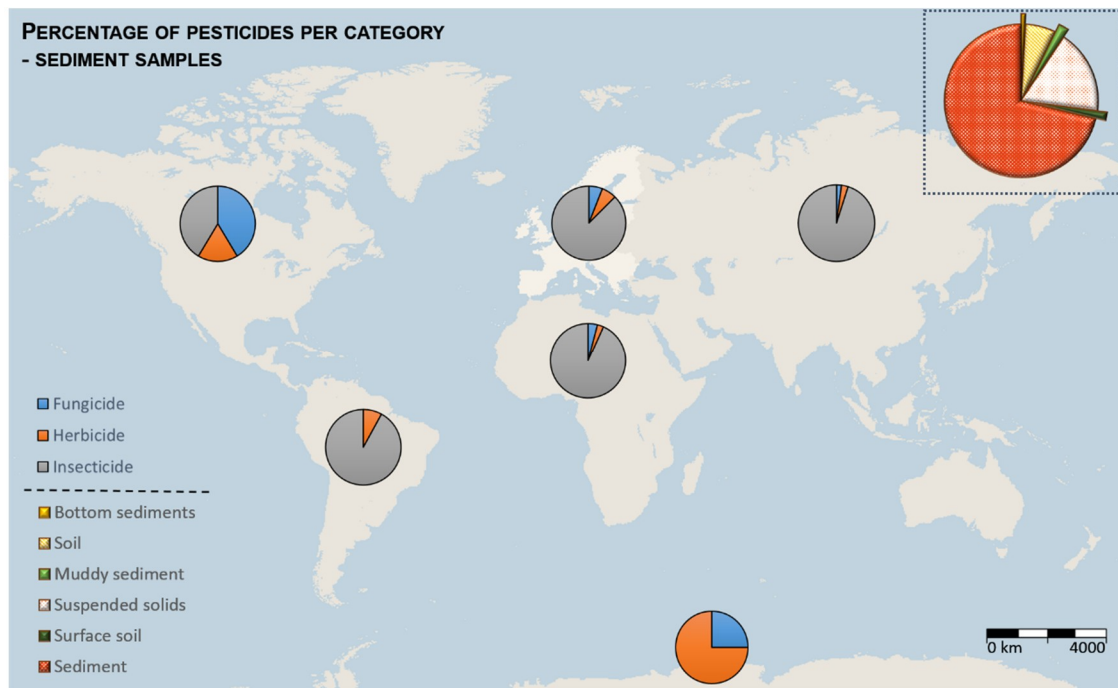 PERCENTAGE OF PESTICIDES PER CATEGORY
- SEDIMENT SAMPLES
Fungicide
Herbicide
Insecticide
Bottom sediments
Soil
Muddy sediment
Suspended solids
Surface soil
Sediment
0 km 4000